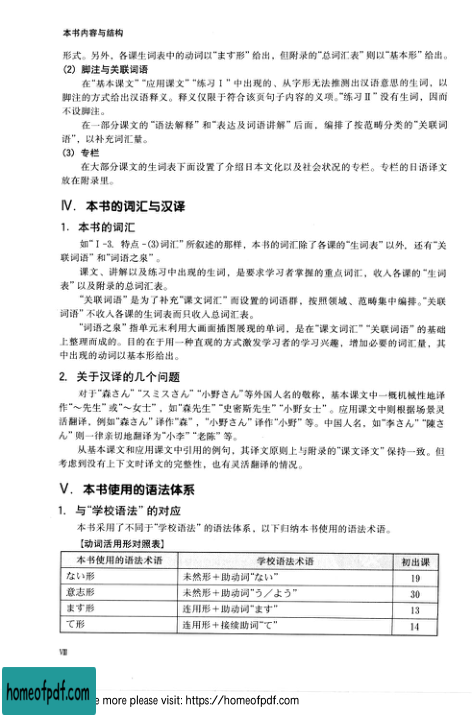 本书内容与结构
形式。另外，各课生词表中的动词以“ます形”给出，但附录的“总词汇表”则以“基本形”给出。
(2) 脚注与关联词语
在“基本课文”“应用课文”“练习Ⅰ”中出现的、从字形无法推测出汉语意思的生词，以
脚注的方式给出汉语释义。释义仅限于符合该页句子内容的义项。“练习Ⅱ”没有生词，因而
不设脚注。
在一部分课文的“语法解释”和“表达及词语讲解”后面，编排了按范畴分类的“关联词
语”，以补充词汇量。
(3) 专栏
在大部分课文的生词表下面设置了介绍日本文化以及社会状况的专栏。专栏的日语译文
放在附录里。
Ⅳ．本书的词汇与汉译
1．本书的词汇
如“Ⅰ-3. 特点-(3)词汇”所叙述的那样，本书的词汇除了各课的“生词表”以外，还有“关
联词语”和“词语之泉”。
课文、讲解以及练习中出现的生词，是要求学习者掌握的重点词汇，收入各课的“生词
表”以及附录的总词汇表。
“关联词语”是为了补充“课文词汇”而设置的词语群，按照领域、范畴集中编排。“关联
词语”不收入各课的生词表而只收入总词汇表。
“词语之泉”指单元末利用大画面插图展现的单词，是在“课文词汇”“关联词语”的基础
上整理而成的。目的在于用一种直观的方式激发学习者的学习兴趣，增加必要的词汇量，其
中出现的动词以基本形给出。
2．关于汉译的几个问题
对于“森さん”“スミスさん”“小野さん”等外国人名的敬称，基本课文中一概机械性地译
作“～先生”或“～女士”，如“森先生”“史密斯先生”“小野女士”。应用课文中则根据场景灵
活翻译，例如“森さん”译作“森”，“小野さん”译作“小野”等。中国人名，如“李さん”“陳さ
ん”则一律亲切地翻译为“小李”“老陈”等。
从基本课文和应用课文中引用的例句，其译文原则上与附录的“课文译文”保持一致。但
考虑到没有上下文时译文的完整性，也有灵活翻译的情况。
Ⅴ．本书使用的语法体系
1．与“学校语法”的对应
本书采用了不同于“学校语法”的语法体系，以下归纳本书使用的语法术语。
【动词活用形对照表】
本书使用的语法术语 学校语法术语 初出课
ない形 未然形＋助动词“ない” 19
意志形 未然形＋助动词“う／よう” 30
ます形 连用形＋助动词“ます” 13
て形 连用形＋接续助词“て” 14
Ⅷ
homeofpdf.com
e more please visit: https://homeofpdf.com